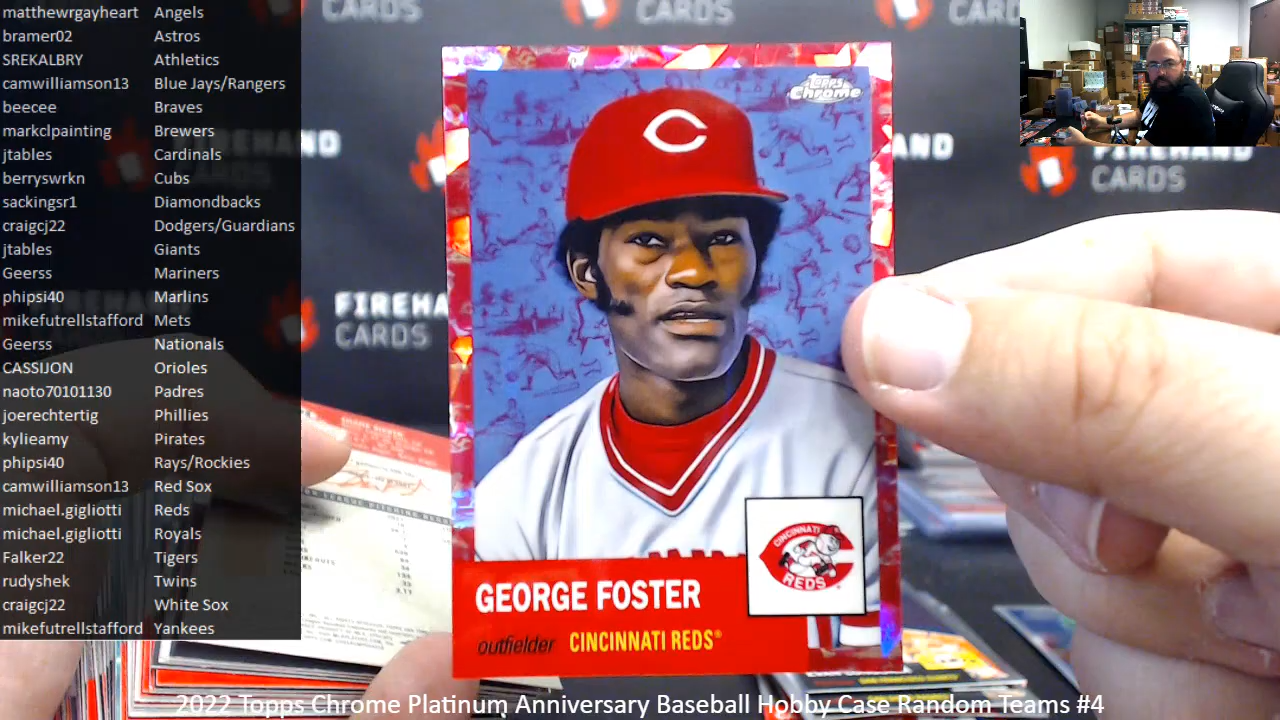 matthewrgayheart Angels
bramer02 Astros
SREKALBRY Athletics
camwilliamson13 Blue Jays/Rangers
beecee Braves
markclpainting Brewers
jtables Cardinals
berryswrkn Cubs
sackingsr1 Diamondbacks
craigcj22 Dodgers/Guardians
jtables Giants
Geerss Mariners
phipsi40 Marlins
mikefutrellstafford Mets
Geerss Nationals
CASSIJON Orioles
naoto70101130 Padres
joerechtertig Phillies
kylieamy Pirates
phipsi40 Rays/Rockies
camwilliamson13 Red Sox
michael.gigliotti Reds
michael.gigliotti Royals
Falker22 Tigers
rudyshek Twins
craigcj22 White Sox
mikefutrellstafford Yankees
CARDS
CARDS
FIREHAND
CARDS
FIREHAND
CARDS
Topps
Chrome
C
CINCINNATI
REDS
GEORGE FOSTER
outfielder CINCINNATI REDS®
2022 Topps Chrome Platinum Anniversary Baseball Hobby Case Random Teams #4